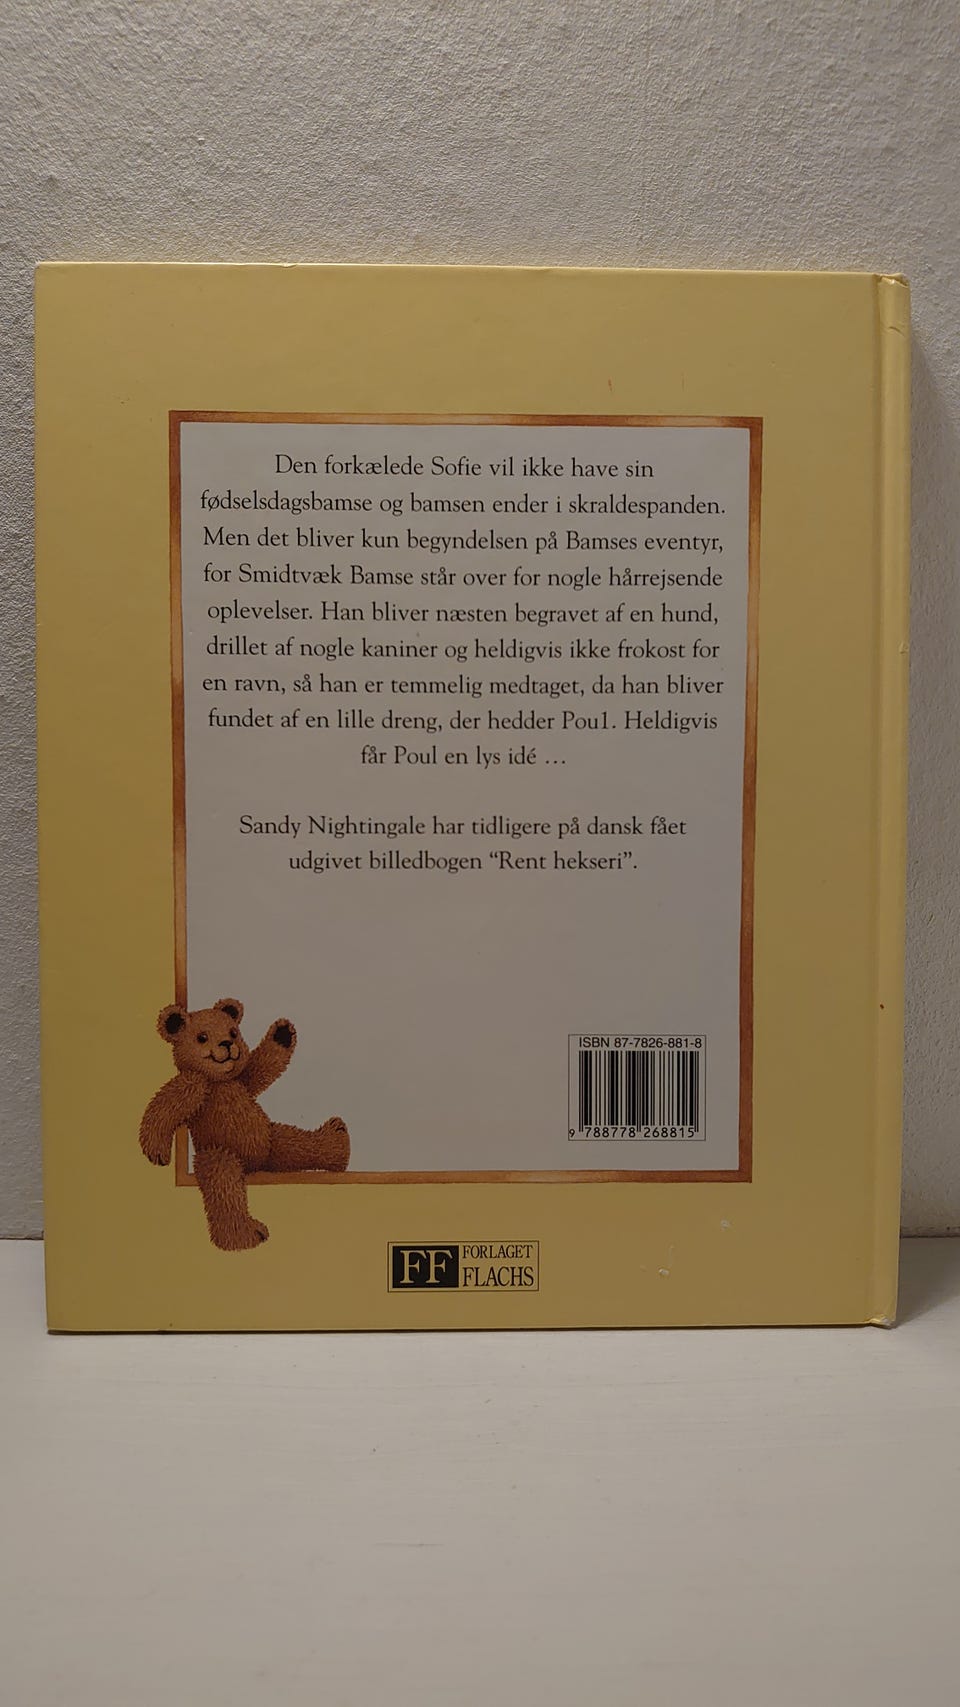 Den forkælede Sofie vil ikke have sin
fødselsdagsbamse og bamsen ender i skraldespanden.
Men det bliver kun begyndelsen på Bamses eventyr,
for Smidtvæk Bamse står over for nogle hårrejsende
oplevelser. Han bliver næsten begravet af en hund,
drillet af nogle kaniner og heldigvis ikke frokost for
en ravn, så han er temmelig medtaget, da han bliver
fundet af en lille dreng, der hedder Pou1. Heldigvis
får Poul en lys idé ...
Sandy Nightingale har tidligere på dansk fået
udgivet billedbogen “Rent hekseri”.
ISBN 87-7826-881-8
9 788778 268815
FF FORLAGET
FLACHS